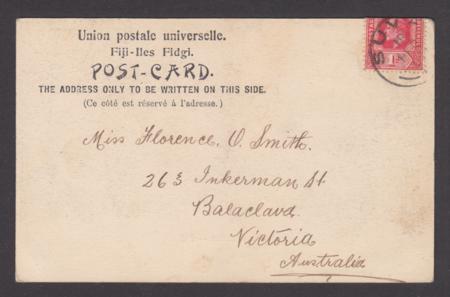 Union postale universelle.
Fiji-Iles Fidgi.
POST-CARD.
THE ADDRESS ONLY TO BE WRITTEN ON THIS SIDE.
(Ce côté est réservé à l'adresse.)
SUV
Miss Florence. O. Smith.
263 Inkerman St
Balaclava.
Victoria
Australia